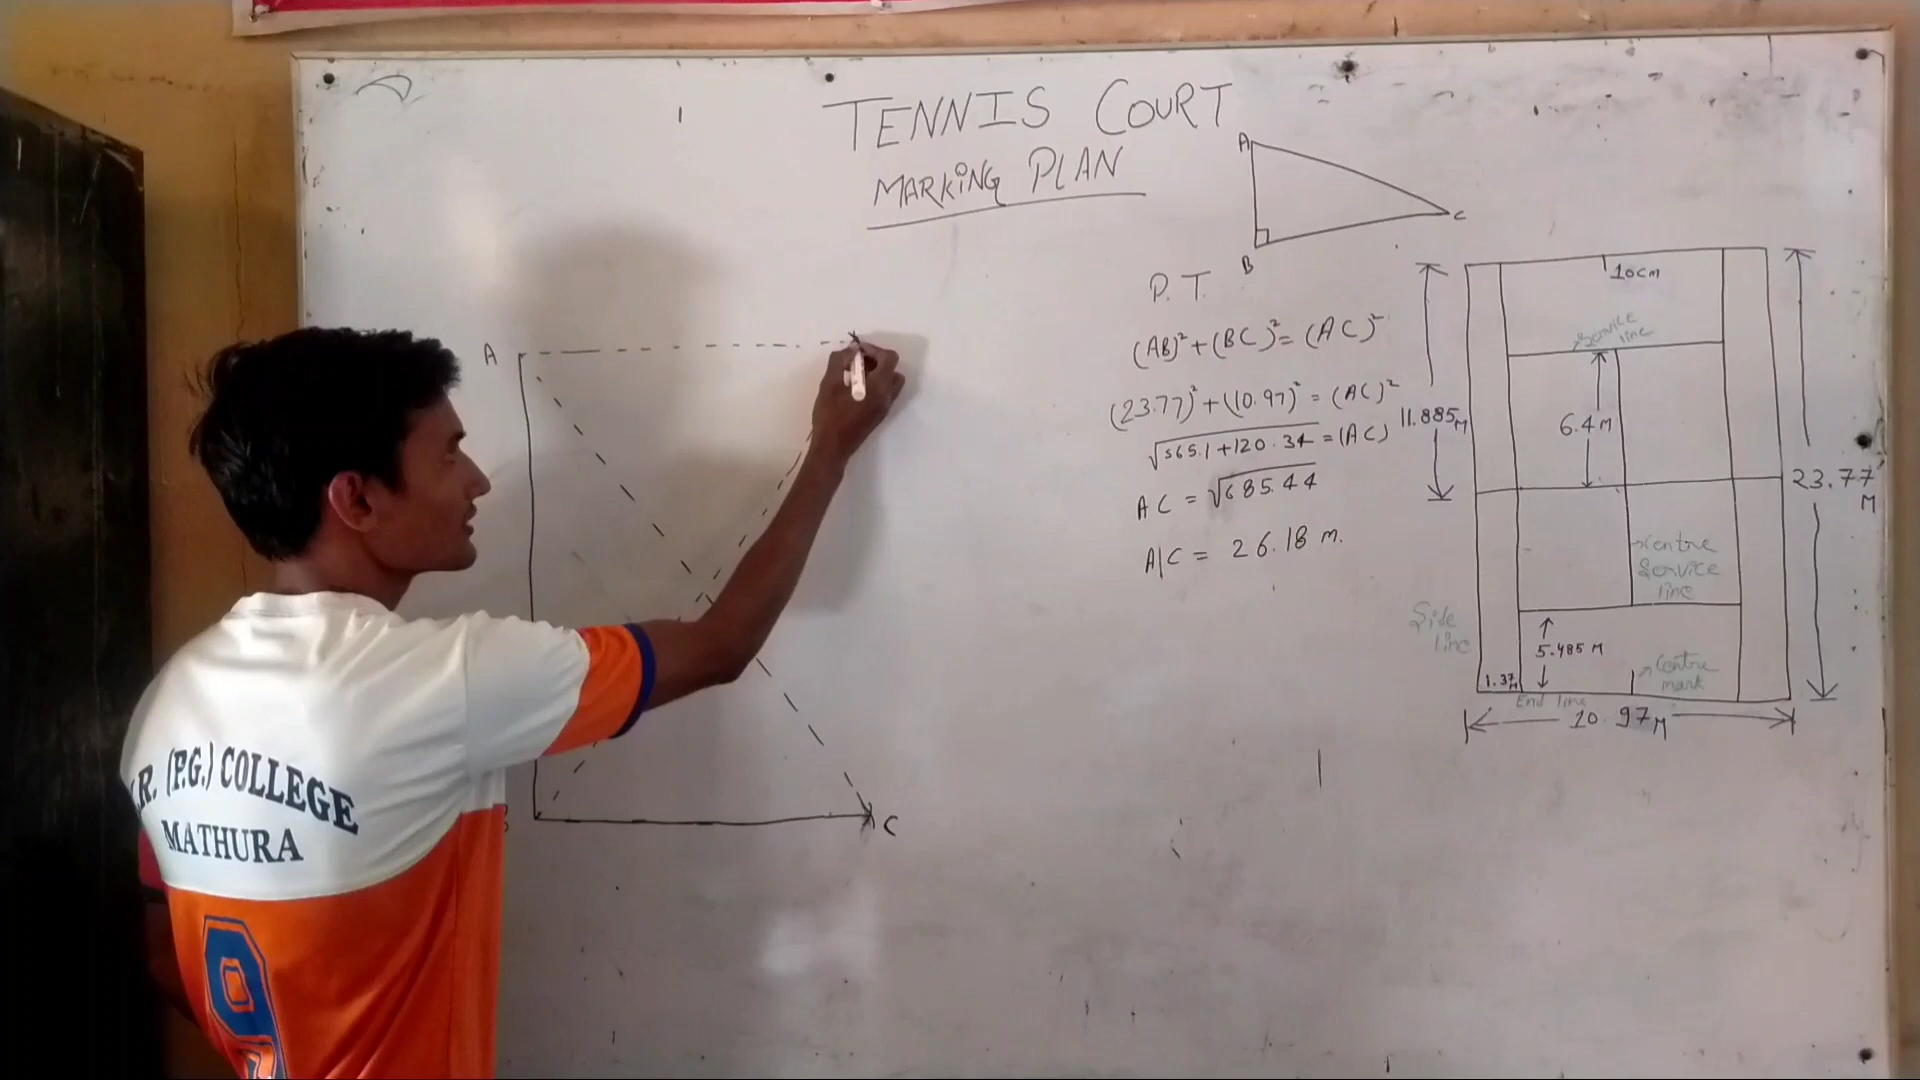 TENNIS COURT
MARKING PLAN
A
C
B
P. T.
(AB)² + (BC)² = (AC)²
(23.77)² + (10.97)² = (AC)²
√565.1 + 120.34 = (AC)
AC = √685.44
A|C = 26.18 m.
A
C
10cm
Service line
11.885 M
6.4 M
23.77 M
Centre Service line
Side line
5.485 M
1.37 M
Centre mark
End line
10.97 M
(P.G.) COLLEGE
MATHURA
9